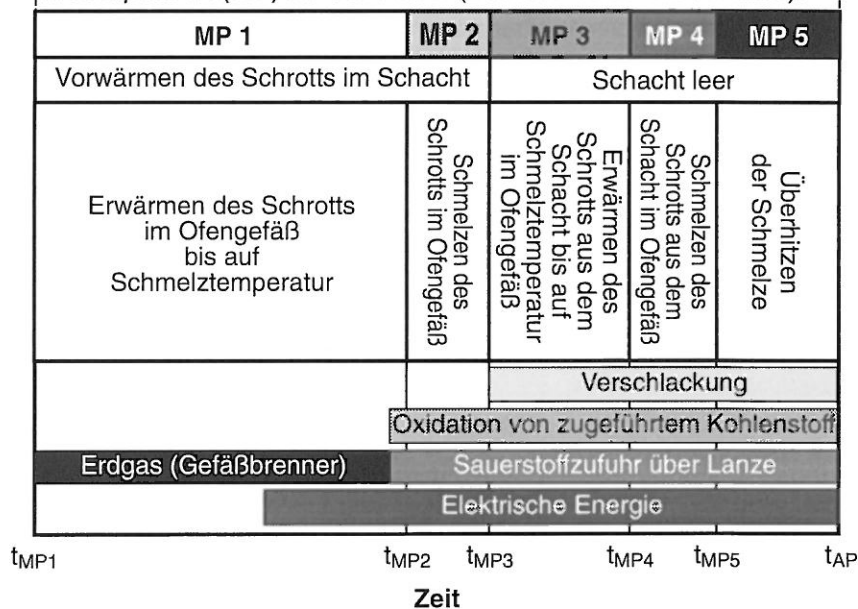 MP 1 MP 2 MP 3 MP 4 MP 5
Vorwärmen des Schrotts im Schacht Schacht leer
Erwärmen des Schrotts
im Ofengefäß
bis auf
Schmelztemperatur
Schmelzen des
Schrotts im Ofengefäß
Erwärmen des
Schrotts aus dem
Schacht bis auf
Schmelztemperatur
im Ofengefäß
Schmelzen des
Schrotts aus dem
Schacht im Ofengefäß
Überhitzen
der Schmelze
Verschlackung
Oxidation von zugeführtem Kohlenstoff
Erdgas (Gefäßbrenner) Sauerstoffzufuhr über Lanze
Elektrische Energie
tMP1 tMP2 tMP3 tMP4 tMP5 tAP
Zeit